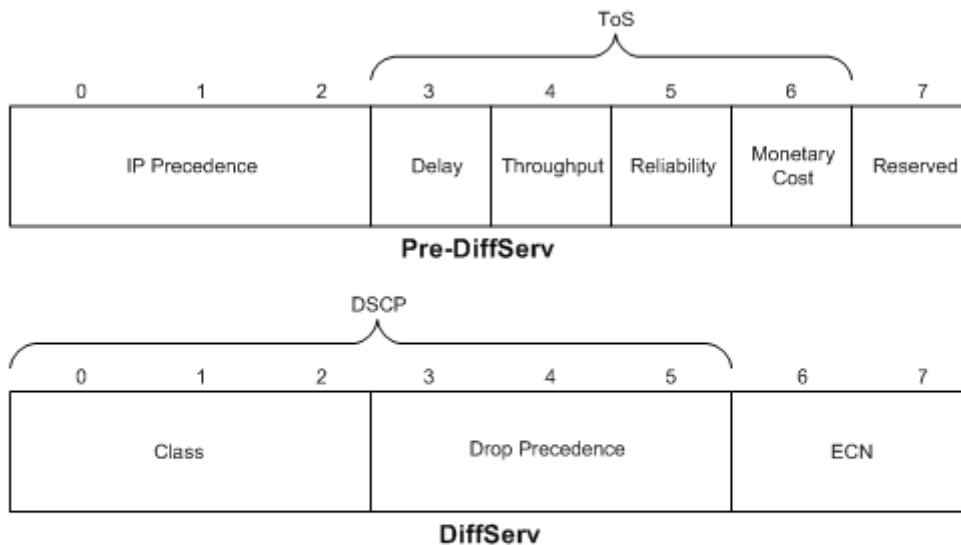 ToS
0 1 2 3 4 5 6 7
IP Precedence Delay Throughput Reliability Monetary Cost Reserved
Pre-DiffServ
DSCP
0 1 2 3 4 5 6 7
Class Drop Precedence ECN
DiffServ